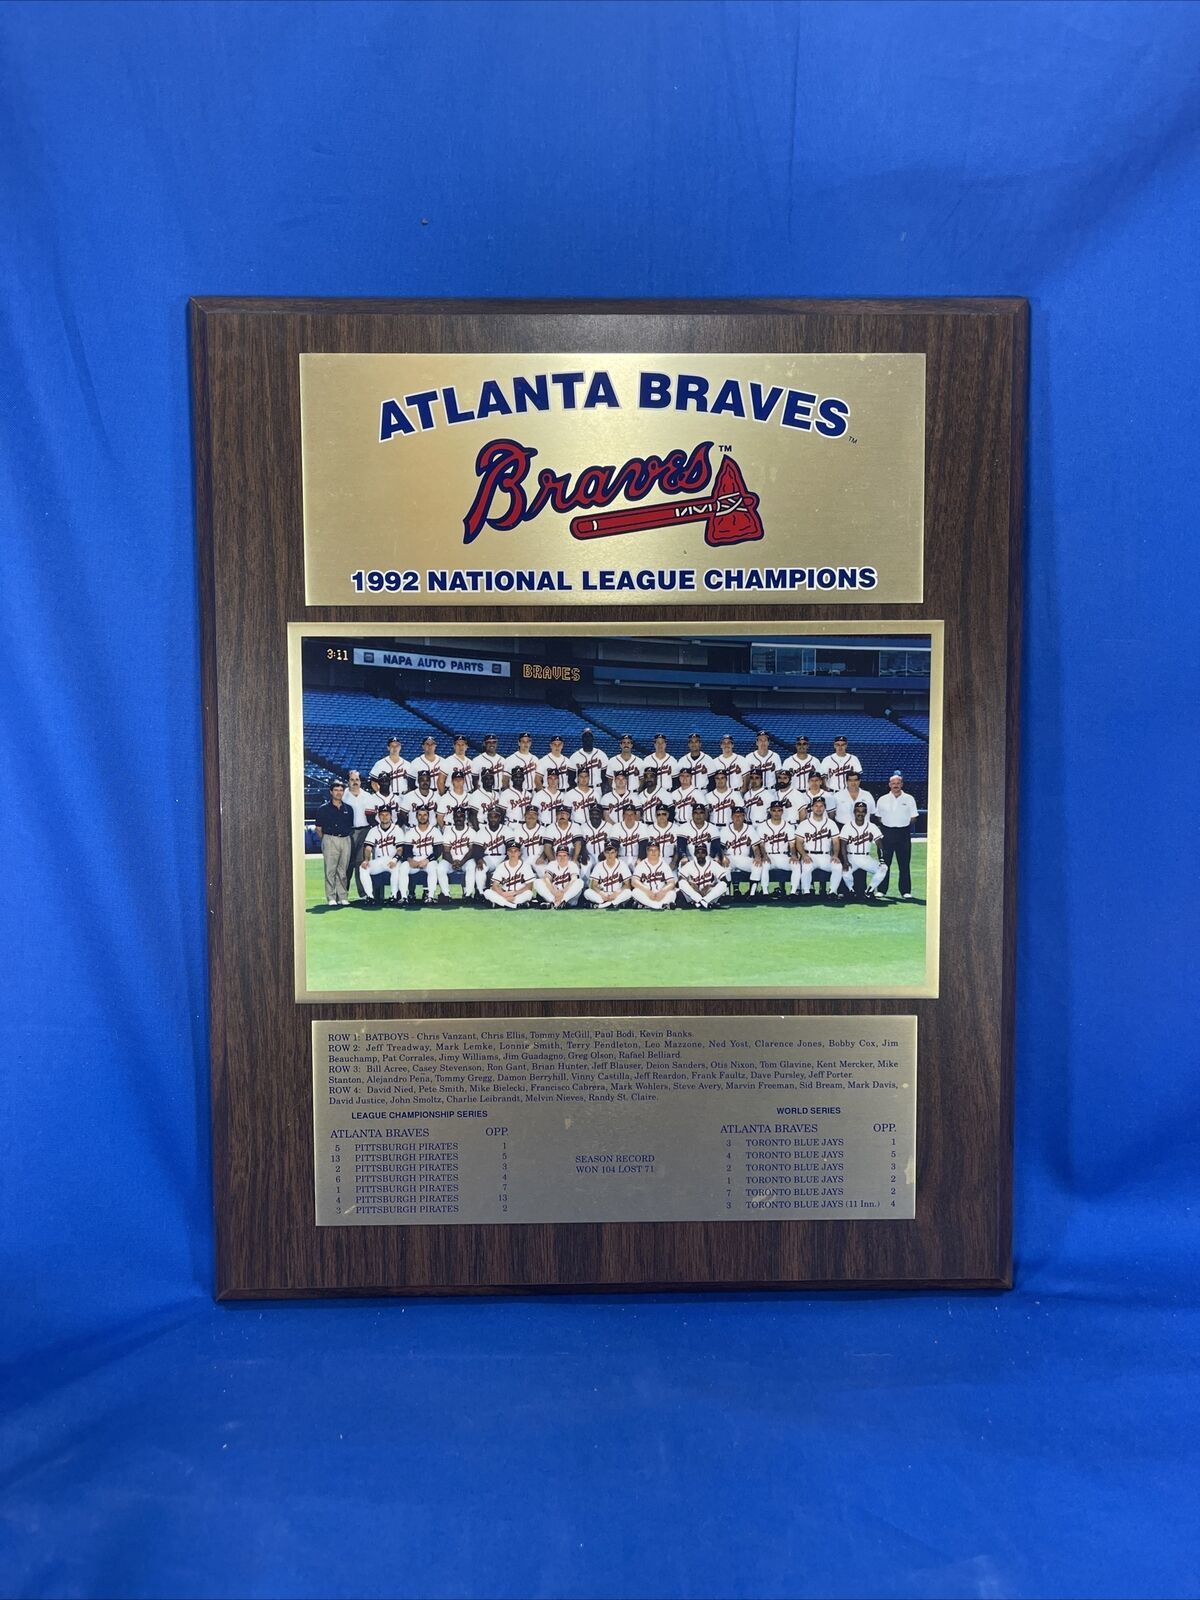 ATLANTA BRAVES™
Braves™
1992 NATIONAL LEAGUE CHAMPIONS
3:11 NAPA AUTO PARTS BRAVES
ROW 1: BATBOYS - Chris Vanzant, Chris Ellis, Tommy McGill, Paul Bodi, Kevin Banks.
ROW 2: Jeff Treadway, Mark Lemke, Lonnie Smith, Terry Pendleton, Leo Mazzone, Ned Yost, Clarence Jones, Bobby Cox, Jim
Beauchamp, Pat Corrales, Jimy Williams, Jim Guadagno, Greg Olson, Rafael Belliard.
ROW 3: Bill Acree, Casey Stevenson, Ron Gant, Brian Hunter, Jeff Blauser, Deion Sanders, Otis Nixon, Tom Glavine, Kent Mercker, Mike
Stanton, Alejandro Pena, Tommy Gregg, Damon Berryhill, Vinny Castilla, Jeff Reardon, Frank Faultz, Dave Pursley, Jeff Porter.
ROW 4: David Nied, Pete Smith, Mike Bielecki, Francisco Cabrera, Mark Wohlers, Steve Avery, Marvin Freeman, Sid Bream, Mark Davis,
David Justice, John Smoltz, Charlie Leibrandt, Melvin Nieves, Randy St. Claire.
LEAGUE CHAMPIONSHIP SERIES
ATLANTA BRAVES OPP.
5 PITTSBURGH PIRATES 1
13 PITTSBURGH PIRATES 5
2 PITTSBURGH PIRATES 3
6 PITTSBURGH PIRATES 4
1 PITTSBURGH PIRATES 7
4 PITTSBURGH PIRATES 13
3 PITTSBURGH PIRATES 2
SEASON RECORD
WON 104 LOST 71
WORLD SERIES
ATLANTA BRAVES OPP.
3 TORONTO BLUE JAYS 1
4 TORONTO BLUE JAYS 5
2 TORONTO BLUE JAYS 3
1 TORONTO BLUE JAYS 2
7 TORONTO BLUE JAYS 2
3 TORONTO BLUE JAYS (11 Inn.) 4